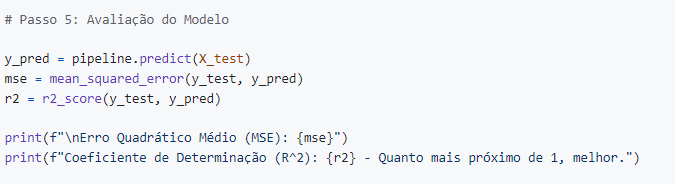 # Passo 5: Avaliação do Modelo
y_pred = pipeline.predict(X_test)
mse = mean_squared_error(y_test, y_pred)
r2 = r2_score(y_test, y_pred)
print(f"\nErro Quadrático Médio (MSE): {mse}")
print(f"Coeficiente de Determinação (R^2): {r2} - Quanto mais próximo de 1, melhor.")